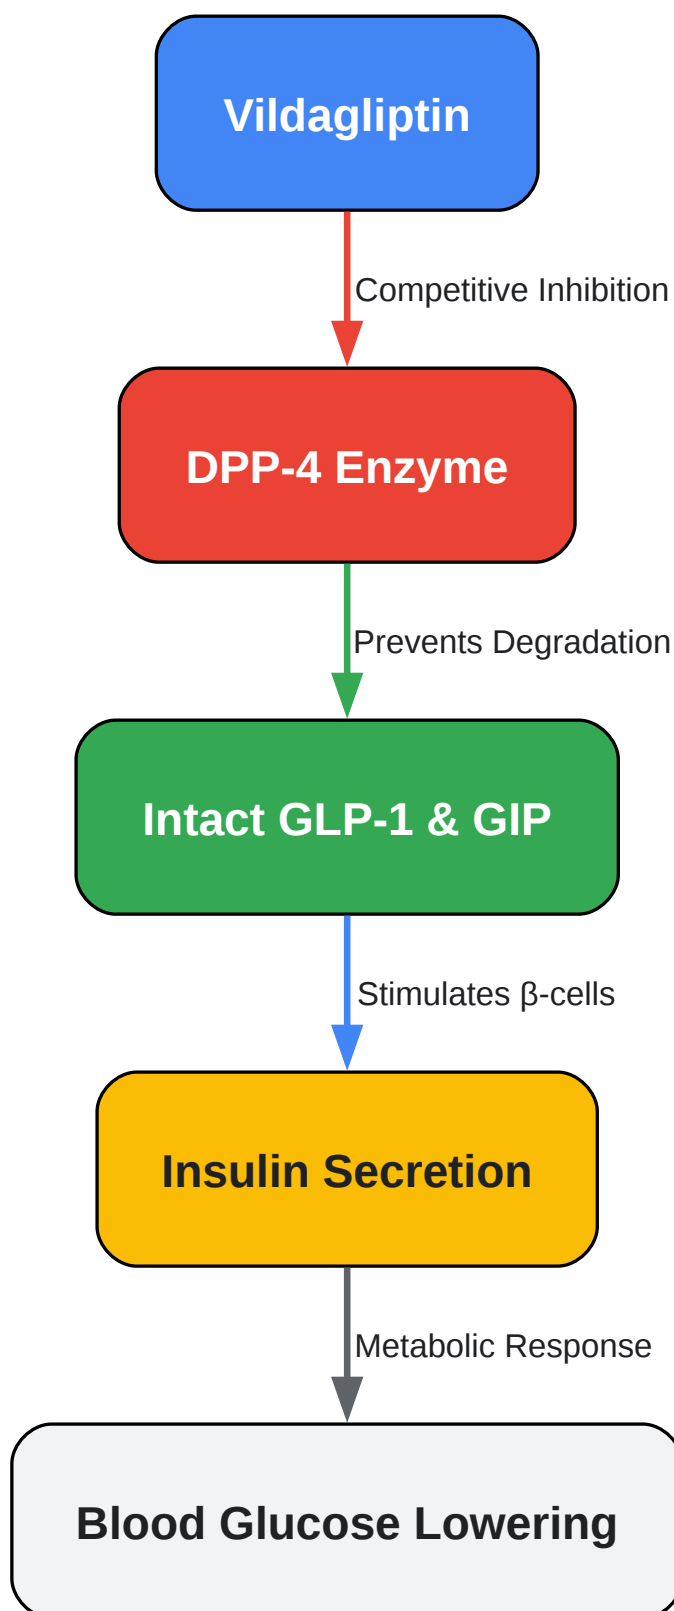 Vildagliptin
Competitive Inhibition
DPP-4 Enzyme
Prevents Degradation
Intact GLP-1 & GIP
Stimulates β-cells
Insulin Secretion
Metabolic Response
Blood Glucose Lowering